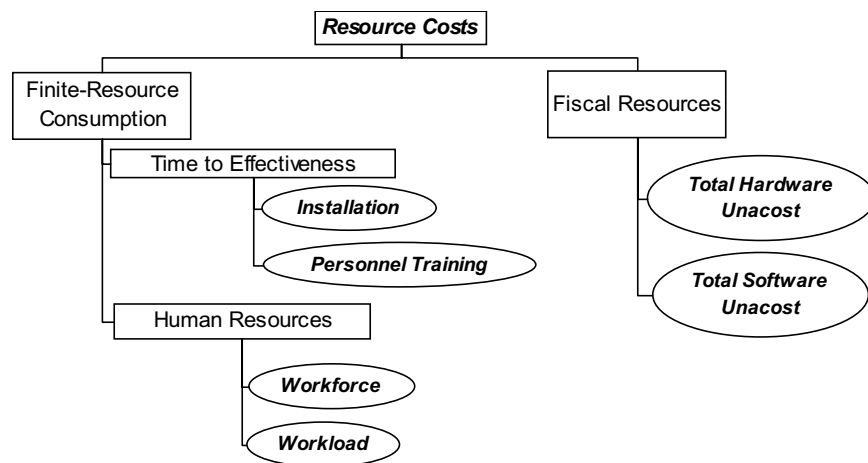 Resource Costs
Finite-Resource
Consumption
Fiscal Resources
Time to Effectiveness
Installation
Personnel Training
Human Resources
Workforce
Workload
Total Hardware
Unacost
Total Software
Unacost